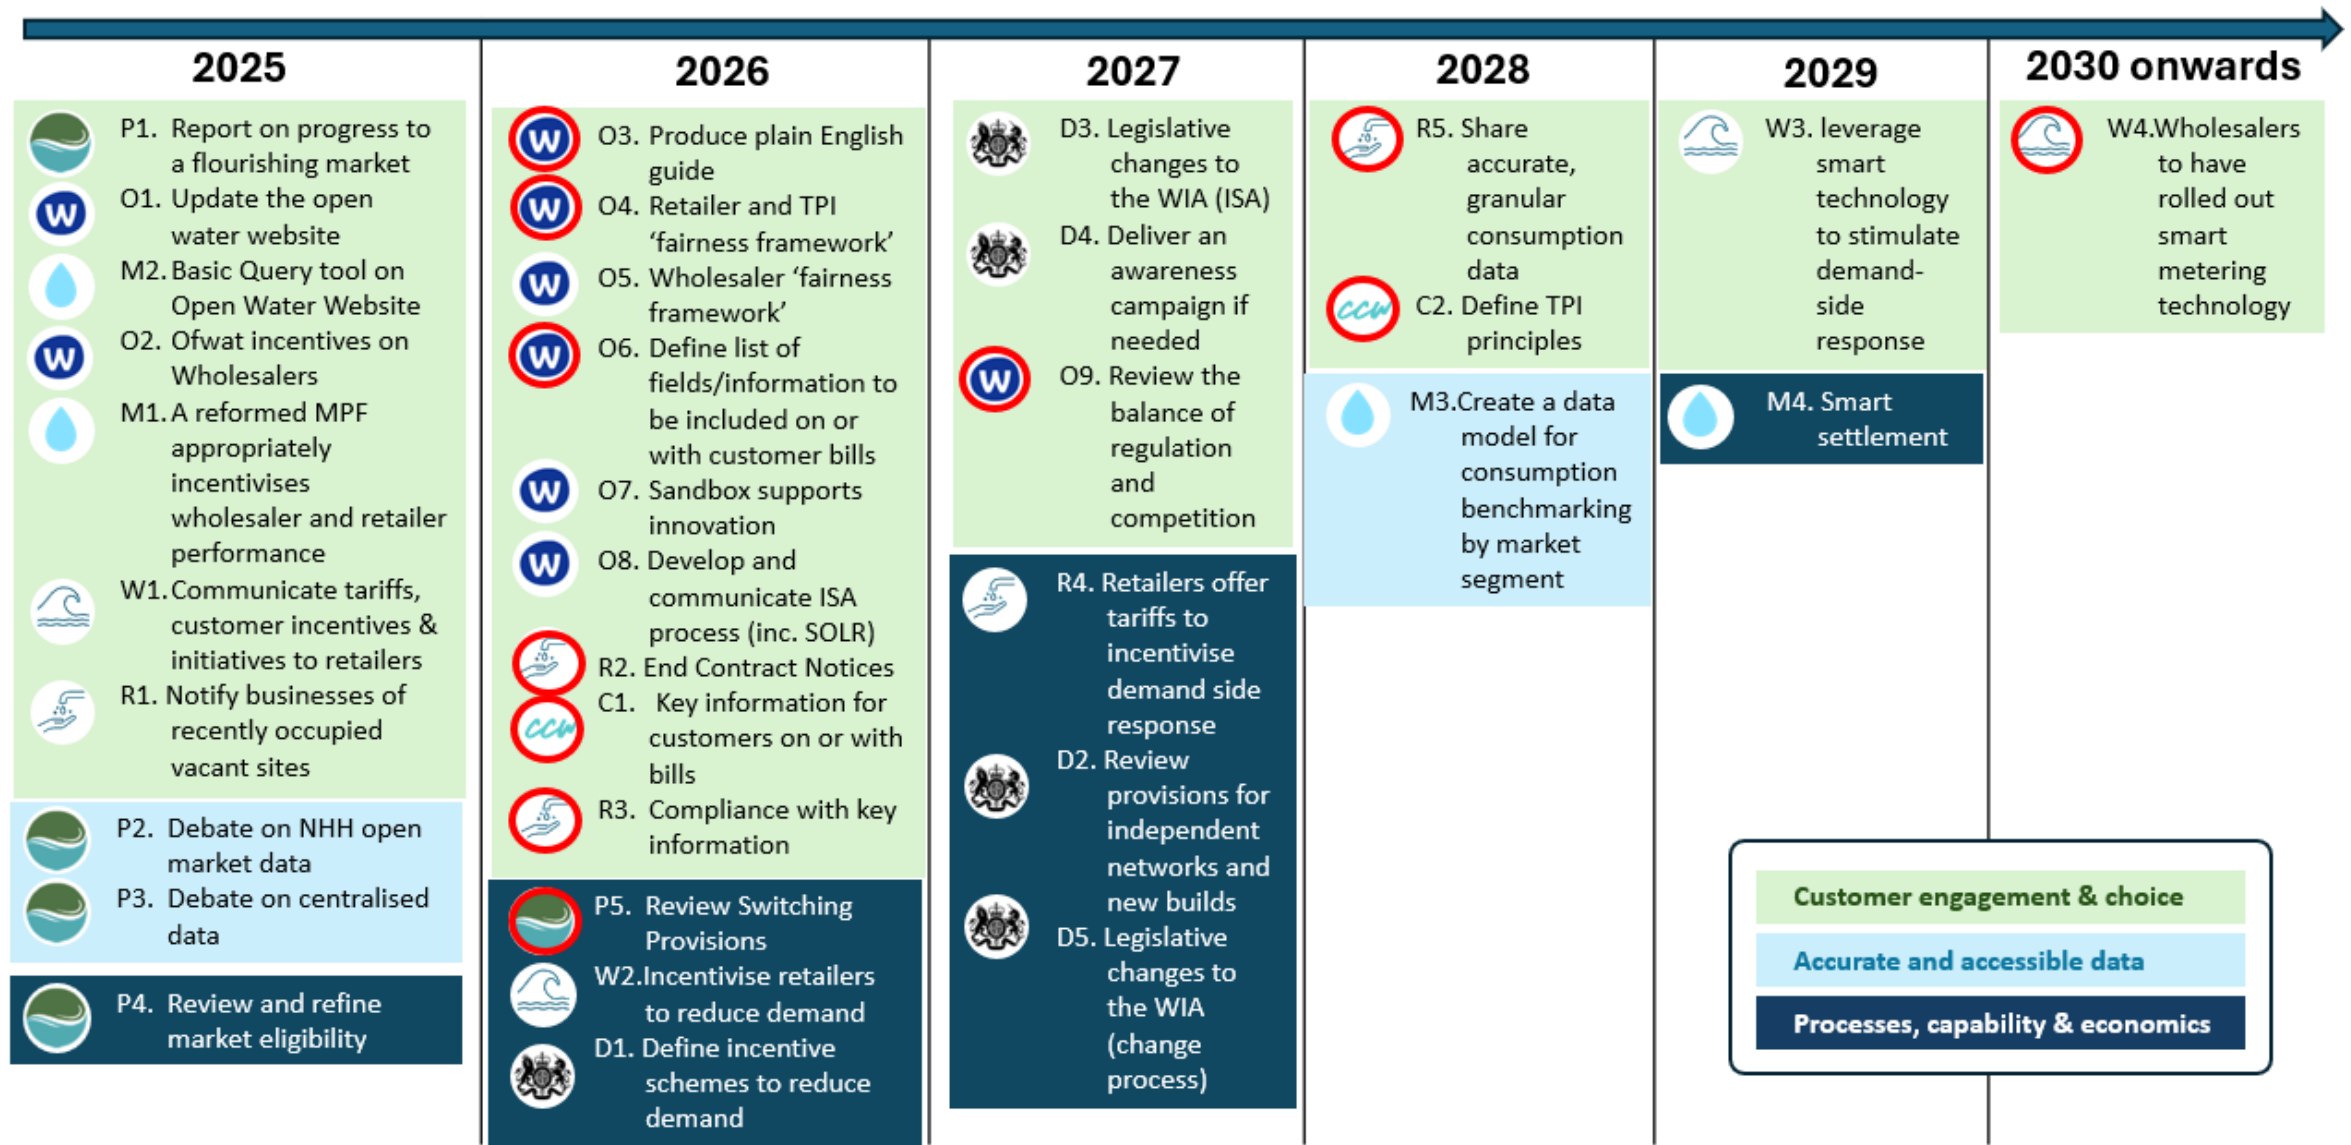 2025
P1. Report on progress to
a flourishing market
O1. Update the open
water website
M2. Basic Query tool on
Open Water Website
O2. Ofwat incentives on
Wholesalers
M1. A reformed MPF
appropriately
incentivises
wholesaler and retailer
performance
W1. Communicate tariffs,
customer incentives &
initiatives to retailers
R1. Notify businesses of
recently occupied
vacant sites
P2. Debate on NHH open
market data
P3. Debate on centralised
data
P4. Review and refine
market eligibility
2026
W O3. Produce plain English
guide
W O4. Retailer and TPI
‘fairness framework’
W O5. Wholesaler ‘fairness
framework’
W O6. Define list of
fields/information to
be included on or
with customer bills
W O7. Sandbox supports
innovation
W O8. Develop and
communicate ISA
process (inc. SOLR)
R2. End Contract Notices
ccw C1. Key information for
customers on or with
bills
R3. Compliance with key
information
P5. Review Switching
Provisions
W2.Incentivise retailers
to reduce demand
D1. Define incentive
schemes to reduce
demand
2027
D3. Legislative
changes to
the WIA (ISA)
D4. Deliver an
awareness
campaign if
needed
W O9. Review the
balance of
regulation
and
competition
R4. Retailers offer
tariffs to
incentivise
demand side
response
D2. Review
provisions for
independent
networks and
new builds
D5. Legislative
changes to
the WIA
(change
process)
2028
R5. Share
accurate,
granular
consumption
data
ccw C2. Define TPI
principles
M3.Create a data
model for
consumption
benchmarking
by market
segment
2029
W3. leverage
smart
technology
to stimulate
demand-
side
response
M4. Smart
settlement
2030 onwards
W4.Wholesalers
to have
rolled out
smart
metering
technology
Customer engagement & choice
Accurate and accessible data
Processes, capability & economics